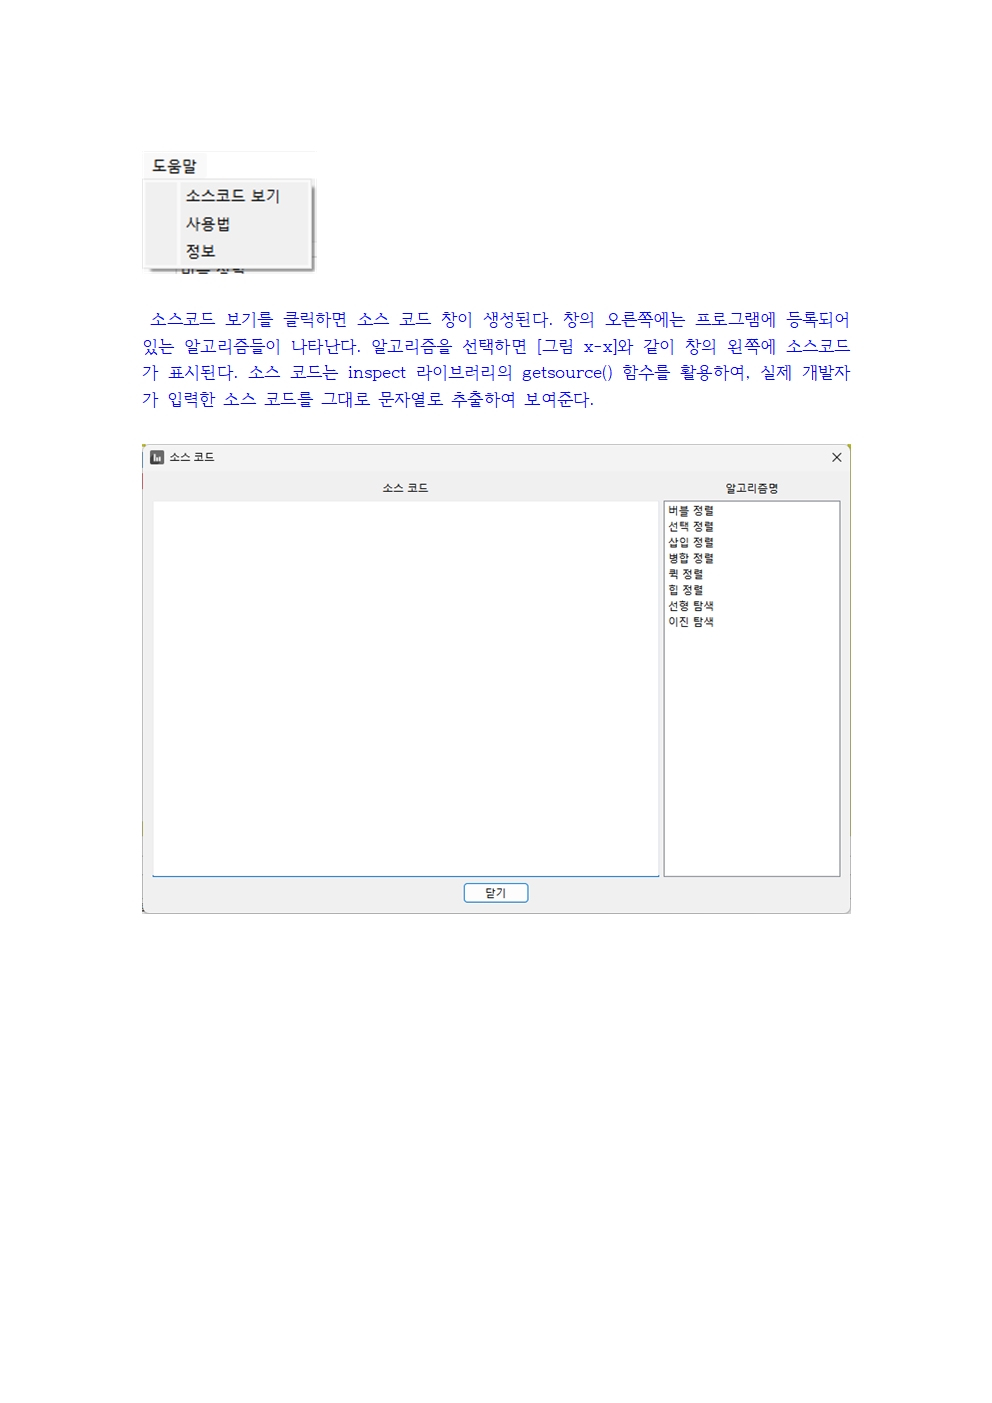 도움말
소스코드 보기
사용법
정보
소스코드 보기를 클릭하면 소스 코드 창이 생성된다. 창의 오른쪽에는 프로그램에 등록되어
있는 알고리즘들이 나타난다. 알고리즘을 선택하면 [그림 x-x]와 같이 창의 왼쪽에 소스코드
가 표시된다. 소스 코드는 inspect 라이브러리의 getsource() 함수를 활용하여, 실제 개발자
가 입력한 소스 코드를 그대로 문자열로 추출하여 보여준다.
소스 코드
소스 코드
알고리즘명
버블 정렬
선택 정렬
삽입 정렬
병합 정렬
퀵 정렬
힙 정렬
선형 탐색
이진 탐색
닫기